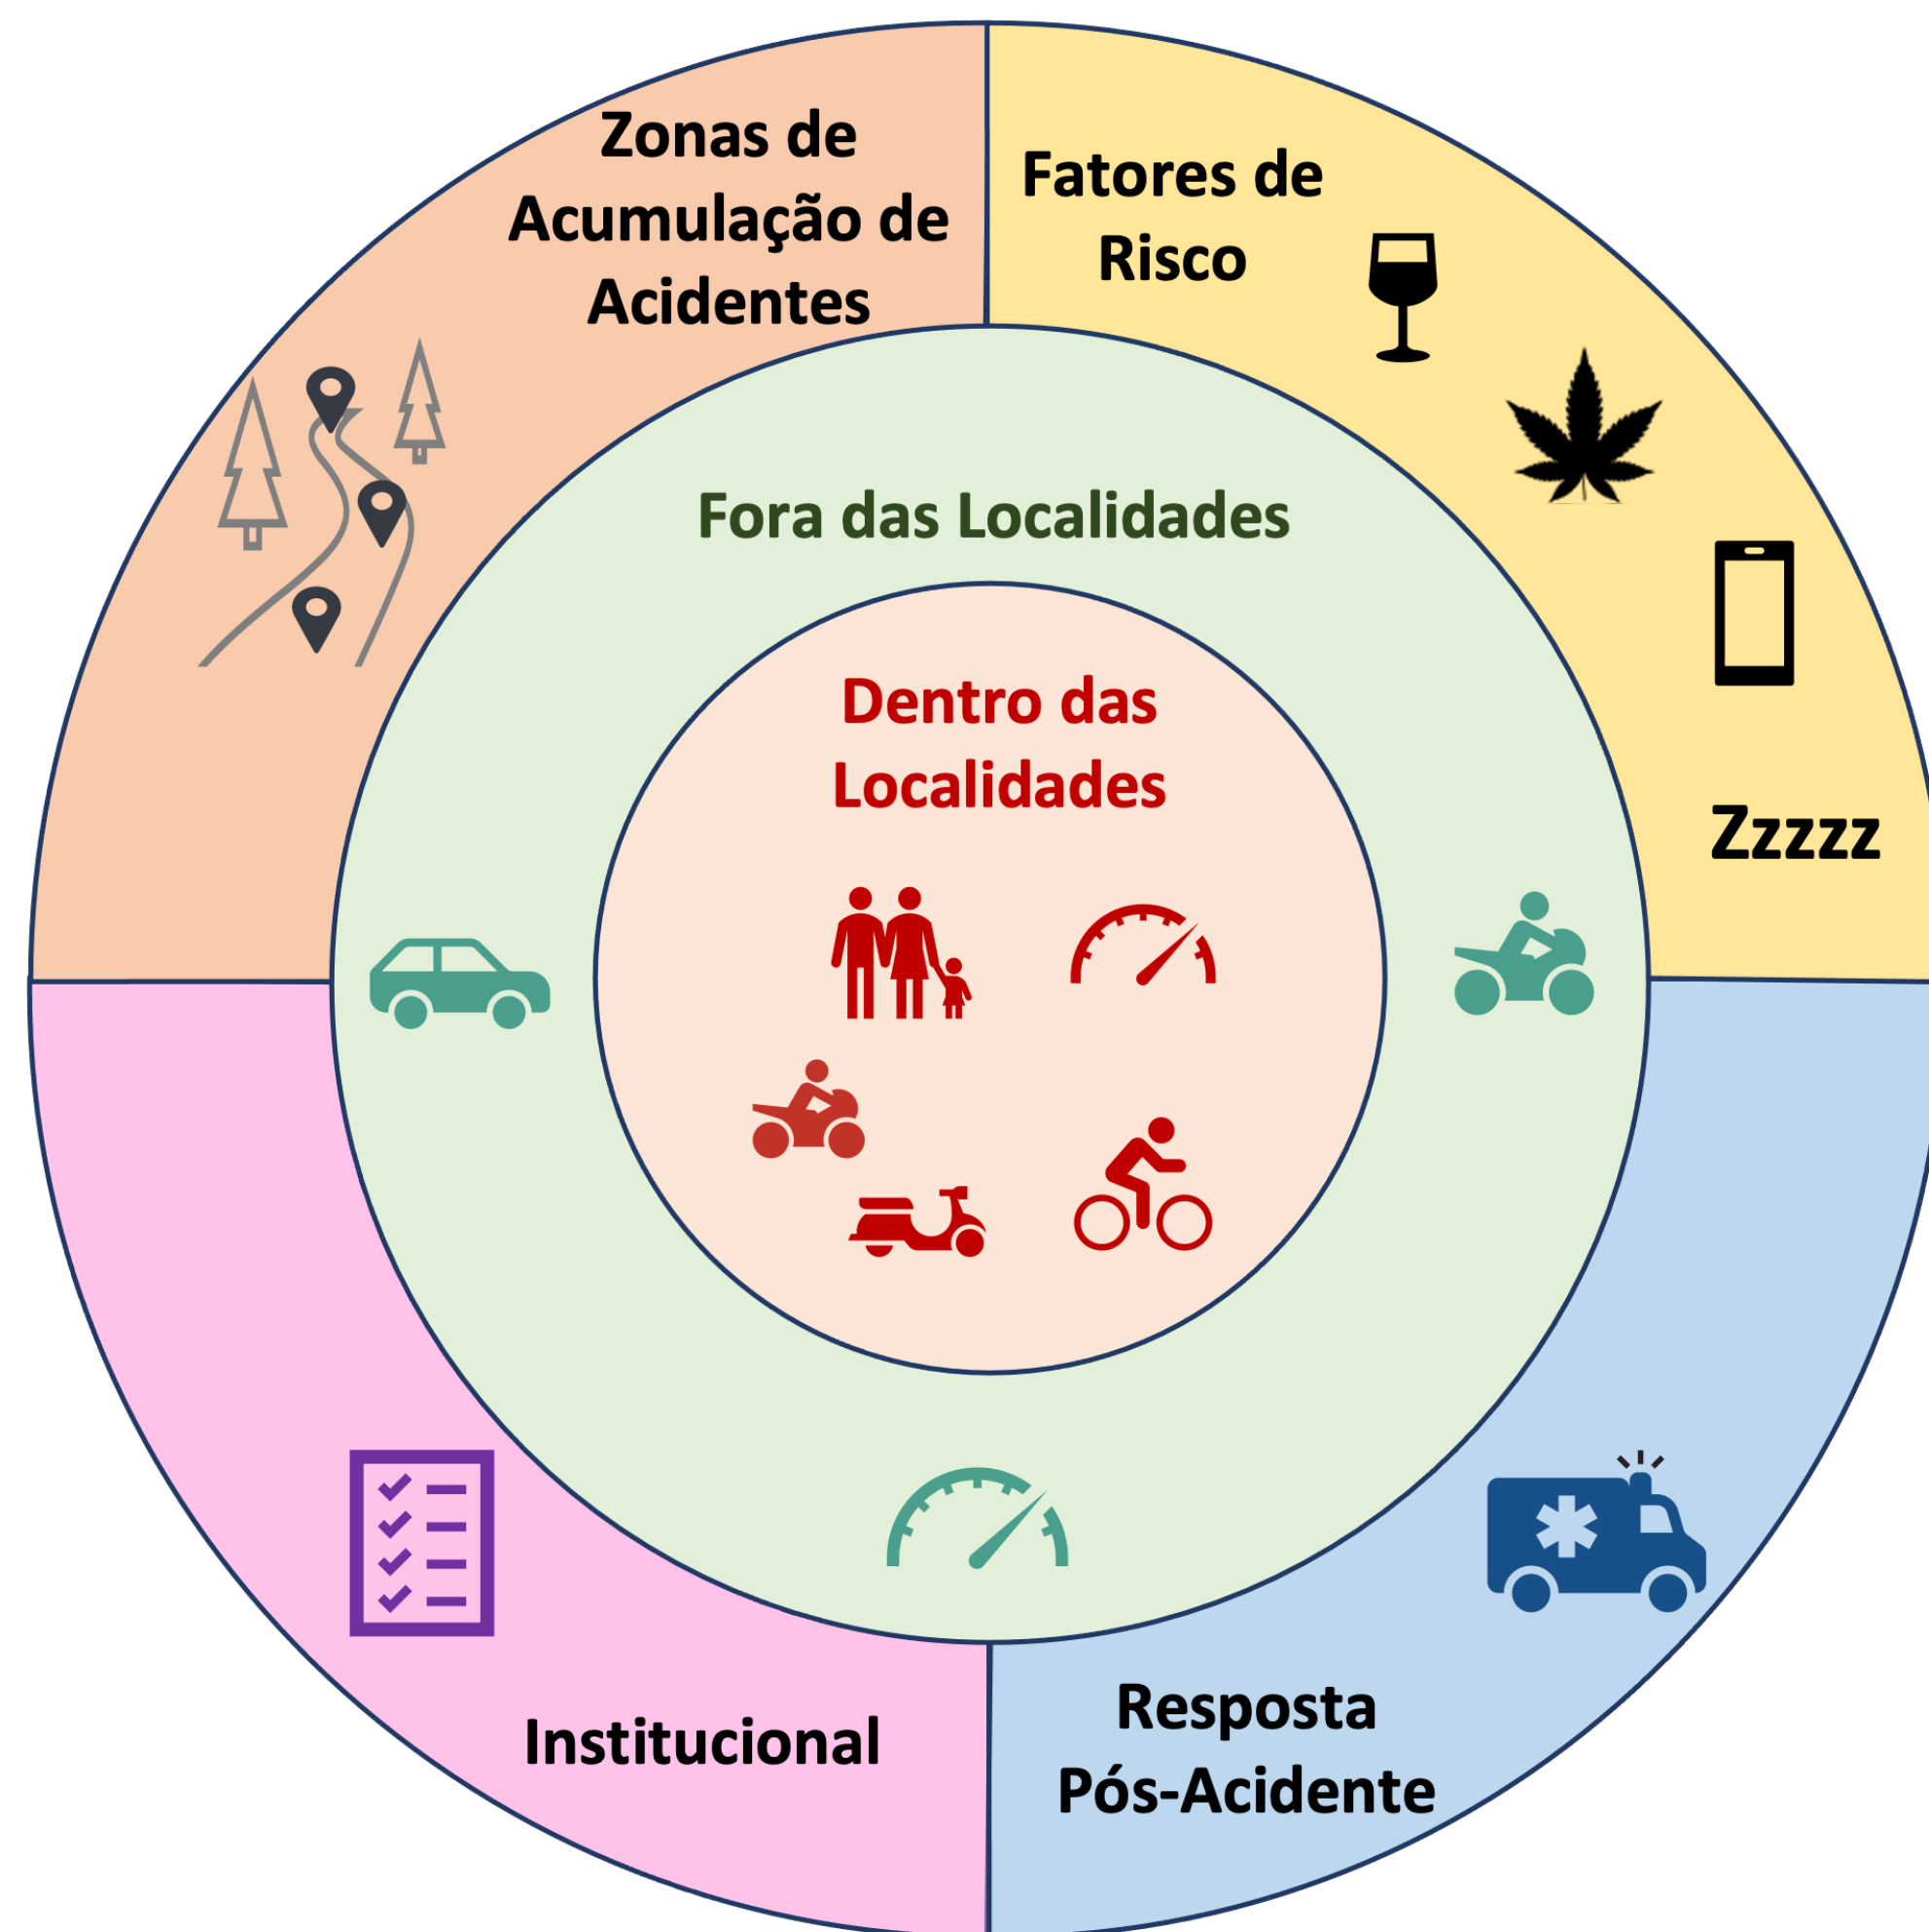 Zonas de
Acumulação de
Acidentes
Fatores de
Risco
Zzzzz
Fora das Localidades
Dentro das
Localidades
Institucional
Resposta
Pós-Acidente